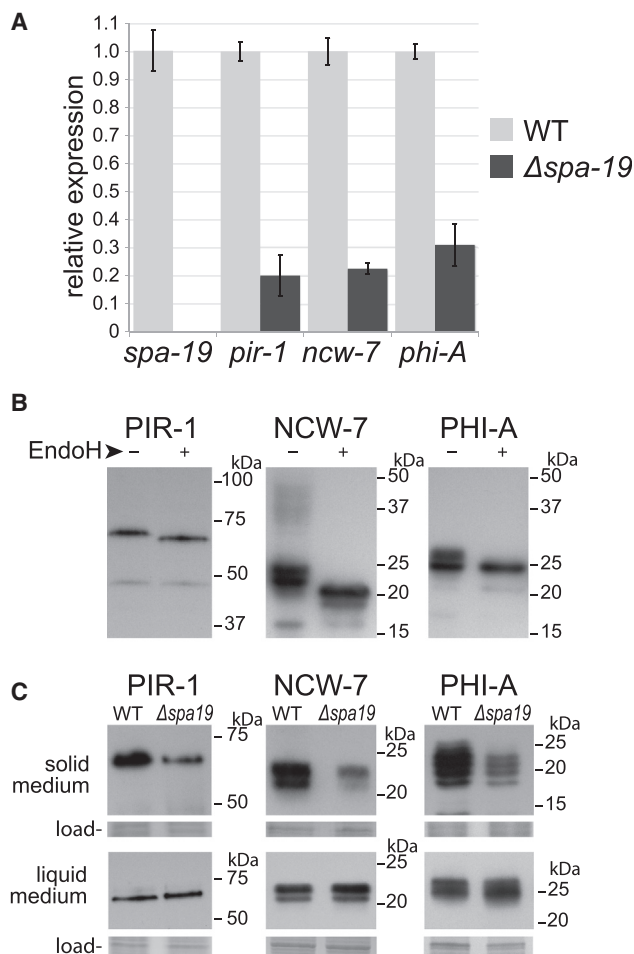 A
relative expression
1.1
1.0
0.9
0.8
0.7
0.6
0.5
0.4
0.3
0.2
0.1
0
spa-19 pir-1 ncw-7 phi-A
WT
Δspa-19
B
PIR-1 NCW-7 PHI-A
EndoH➤ – + – + – +
kDa kDa kDa
-100
-75
- 50
-37
-50
-37
-25
-20
-15
-50
-37
-25
-20
-15
C
PIR-1 NCW-7 PHI-A
WT Δspa19 WT Δspa19 WT Δspa19
solid
medium
kDa
-75
- 50
kDa
-25
-20
kDa
-25
-20
-15
load-
liquid
medium
kDa
-75
-50
kDa
-25
-20
kDa
-25
-20
load-